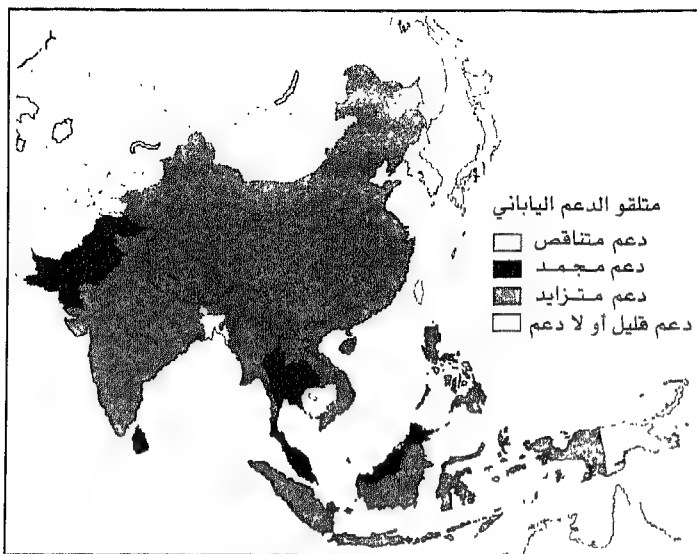 متلقو الدعم الياباني
دعم متناقص
دعم مجمد
دعم متزايد
دعم قليل أو لا دعم